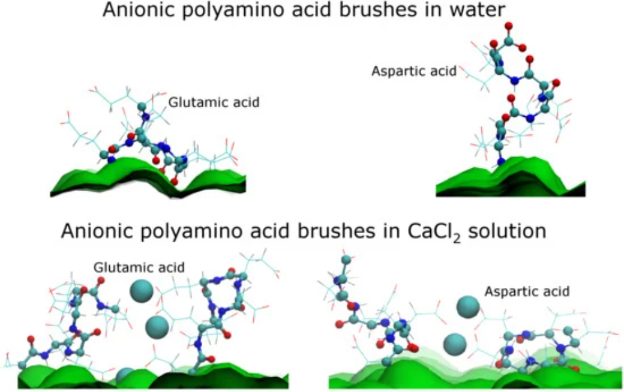 Anionic polyamino acid brushes in water
Glutamic acid
Aspartic acid
Anionic polyamino acid brushes in CaCl₂ solution
Glutamic acid
Aspartic acid